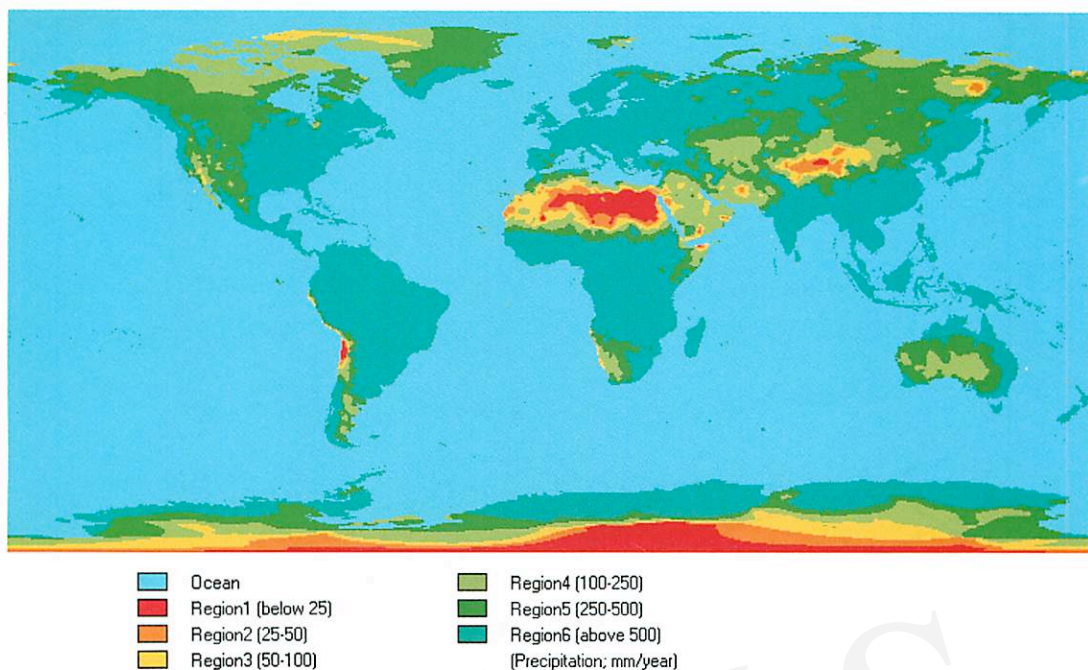 Ocean
Region1 (below 25)
Region2 (25-50)
Region3 (50-100)
Region4 (100-250)
Region5 (250-500)
Region6 (above 500)
(Precipitation; mm/year)